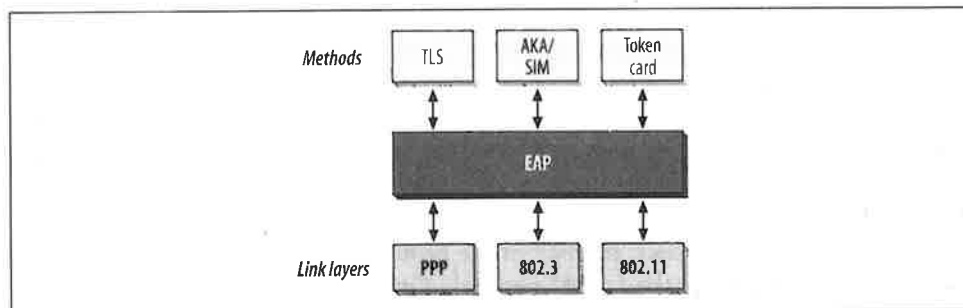 Methods
TLS
AKA/
SIM
Token
card
EAP
Link layers
PPP
802.3
802.11